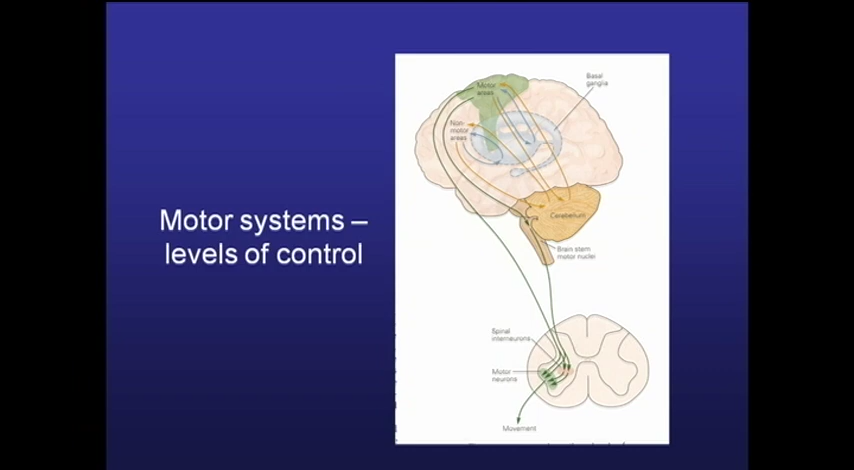 Motor systems –
levels of control
Motor
areas
Basal
ganglia
Non-
motor
areas
Cerebellum
Brain stem
motor nuclei
Spinal
interneurons
Motor
neurons
Movement